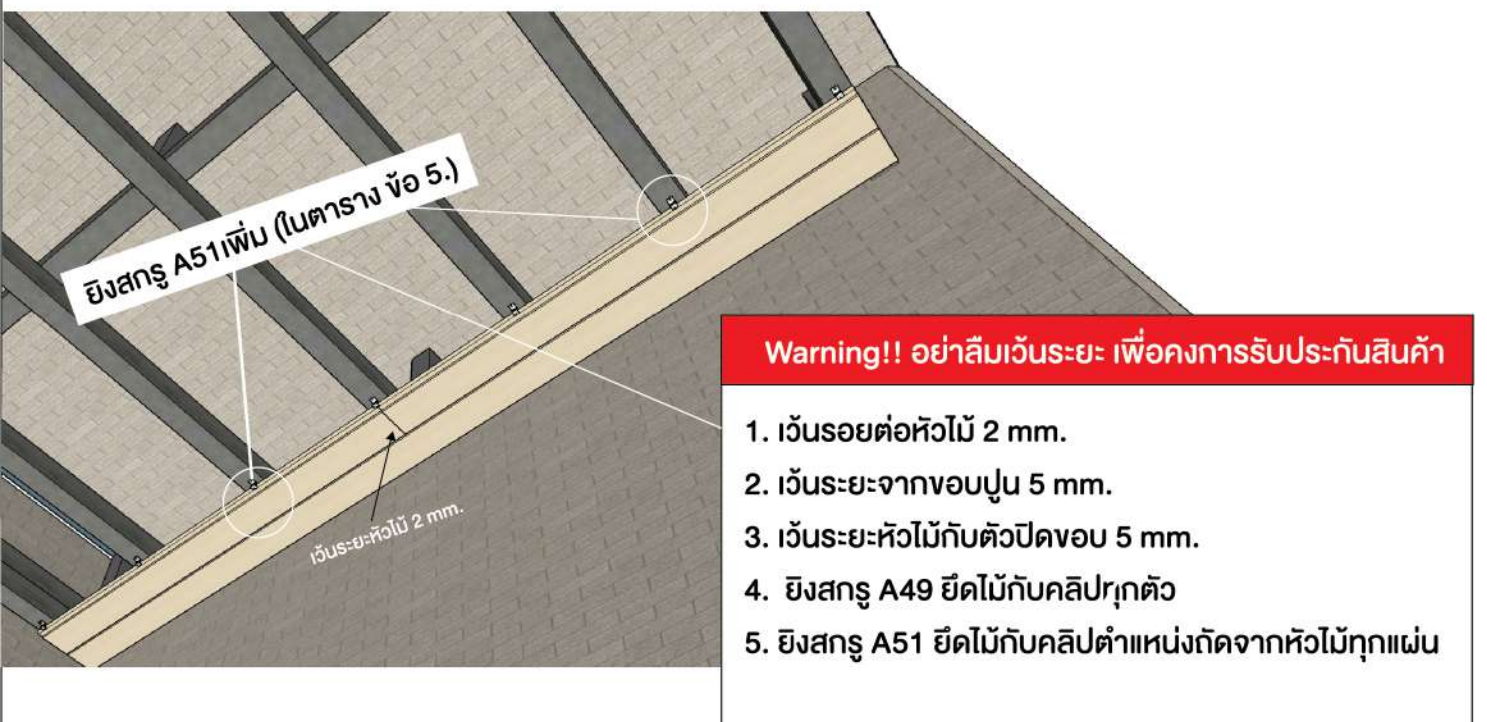 ยิงสกรู A51เพิ่ม (ในตาราง ข้อ 5.)
เว้นระยะหัวไม้ 2 mm.
Warning!! อย่าลืมเว้นระยะ เพื่อคงการรับประกันสินค้า
1. เว้นรอยต่อหัวไม้ 2 mm.
2. เว้นระยะจากขอบปูน 5 mm.
3. เว้นระยะหัวไม้กับตัวปิดขอบ 5 mm.
4. ยิงสกรู A49 ยึดไม้กับคลิปทุกตัว
5. ยิงสกรู A51 ยึดไม้กับคลิปตำแหน่งถัดจากหัวไม้ทุกแผ่น